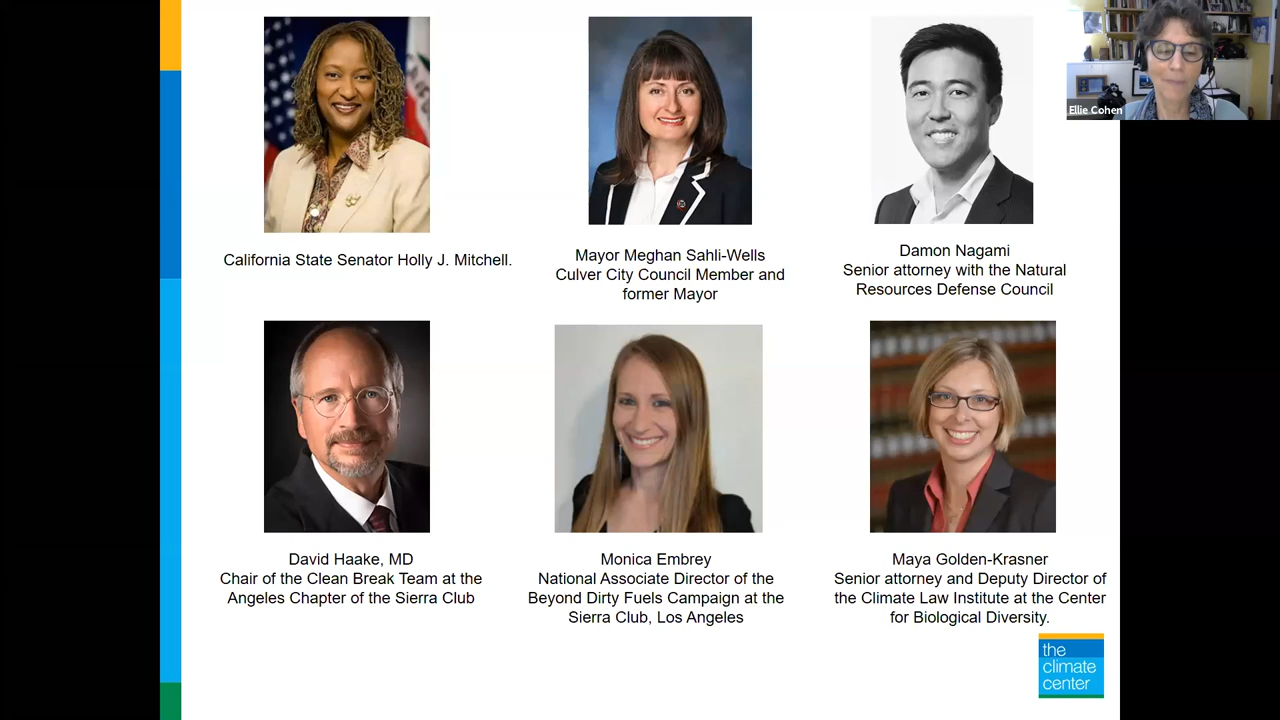 Ellie Cohen
California State Senator Holly J. Mitchell.
Mayor Meghan Sahli-Wells
Culver City Council Member and
former Mayor
Damon Nagami
Senior attorney with the Natural
Resources Defense Council
David Haake, MD
Chair of the Clean Break Team at the
Angeles Chapter of the Sierra Club
Monica Embrey
National Associate Director of the
Beyond Dirty Fuels Campaign at the
Sierra Club, Los Angeles
Maya Golden-Krasner
Senior attorney and Deputy Director of
the Climate Law Institute at the Center
for Biological Diversity.
the
climate
center